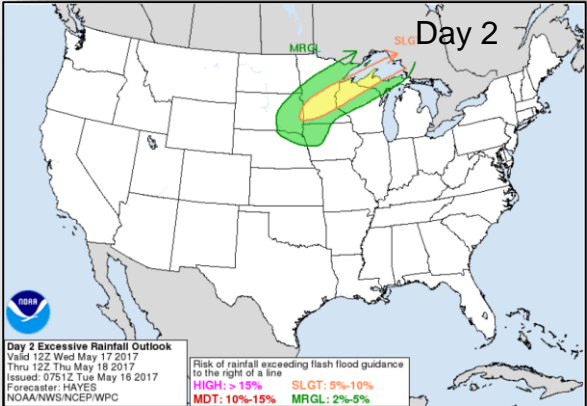 Day 2
MRGL
SLGT
NOAA
Day 2 Excessive Rainfall Outlook
Valid 12Z Wed May 17 2017
Thru 12Z Thu May 18 2017
Issued: 0751Z Tue May 16 2017
Forecaster: HAYES
NOAA/NWS/NCEP/WPC
Risk of rainfall exceeding flash flood guidance
to the right of a line
HIGH: > 15% SLGT: 5%-10%
MDT: 10%-15% MRGL: 2%-5%